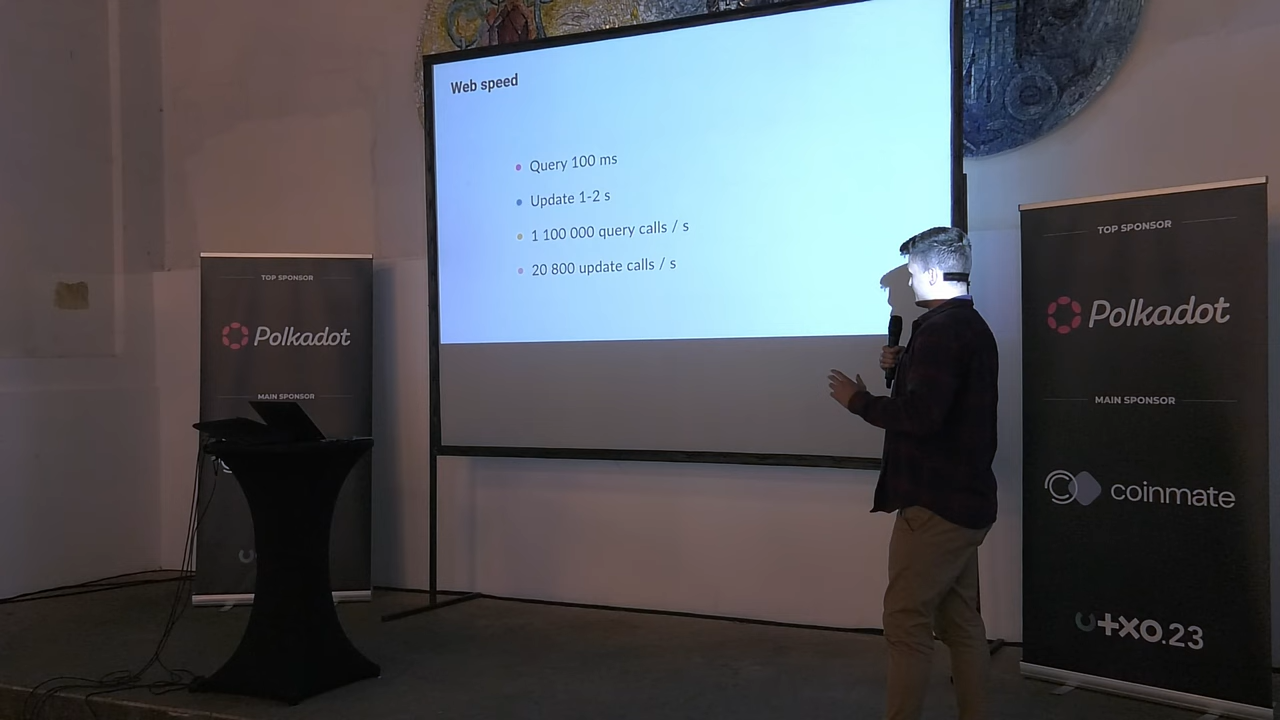 Web speed
Query 100 ms
Update 1-2 s
1 100 000 query calls / s
20 800 update calls / s
TOP SPONSOR
Polkadot
MAIN SPONSOR
TOP SPONSOR
Polkadot
MAIN SPONSOR
coinmate
utxo.23